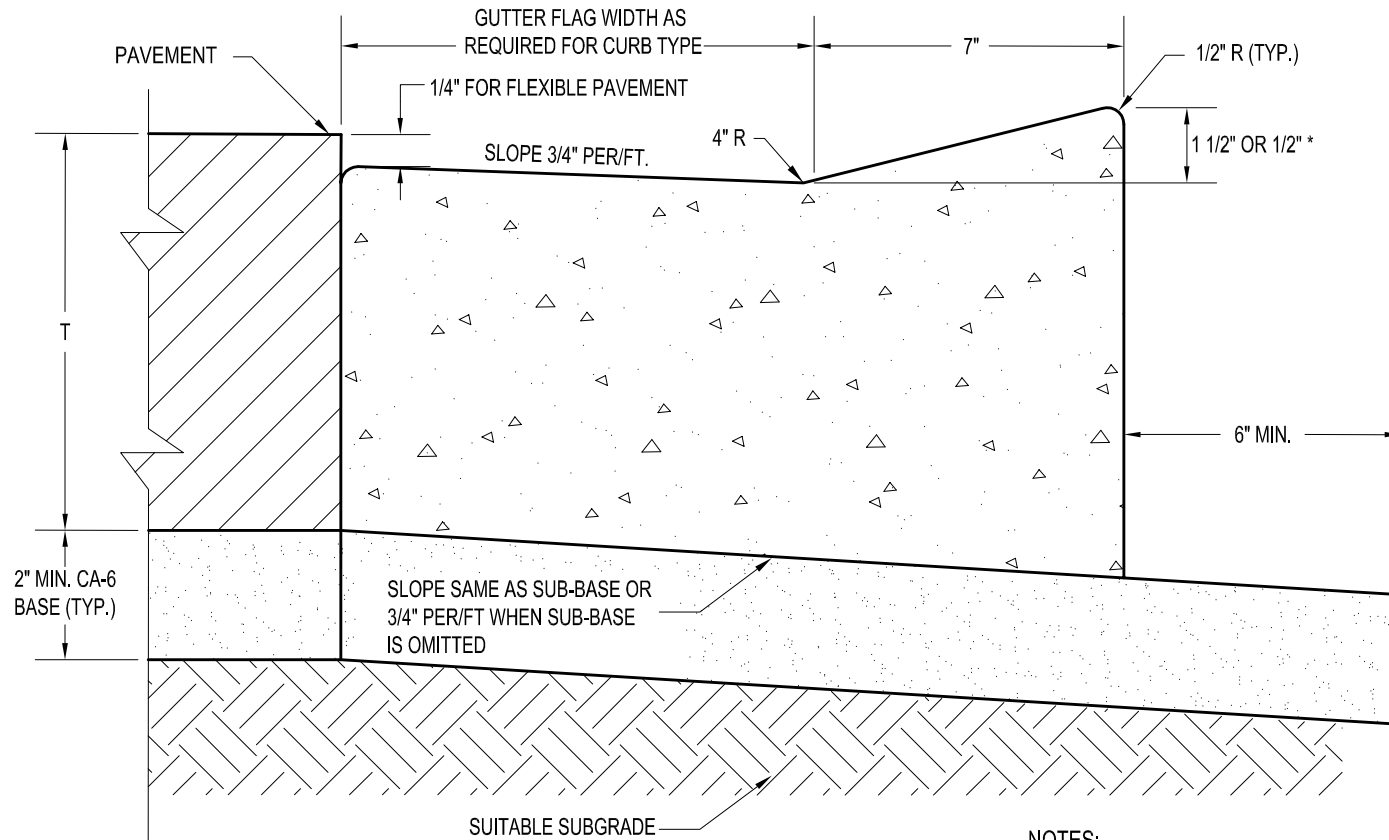 GUTTER FLAG WIDTH AS
REQUIRED FOR CURB TYPE
7"
PAVEMENT
1/2" R (TYP.)
1/4" FOR FLEXIBLE PAVEMENT
4" R
SLOPE 3/4" PER/FT.
1 1/2" OR 1/2" *
T
6" MIN.
2" MIN. CA-6
BASE (TYP.)
SLOPE SAME AS SUB-BASE OR
3/4" PER/FT WHEN SUB-BASE
IS OMITTED
SUITABLE SUBGRADE
NOTES: